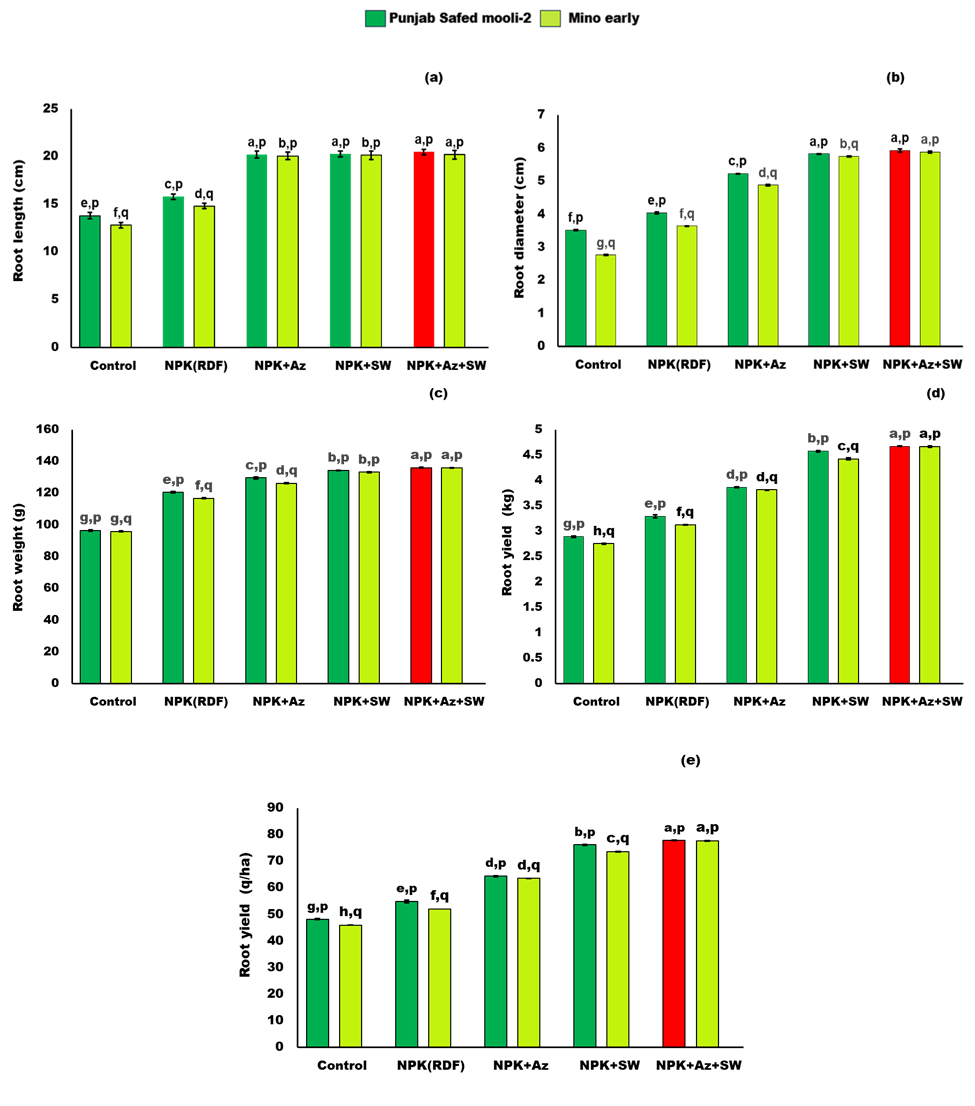 Punjab Safed mooli-2 Mino early
(a)
25
20
15
10
5
0
Root length (cm)
e,p f,q c,p d,q a,p b,p a,p b,p a,p a,p
Control NPK(RDF) NPK+Az NPK+SW NPK+Az+SW
(b)
7
6
5
4
3
2
1
0
Root diameter (cm)
f,p g,q e,p f,q c,p d,q a,p b,q a,p a,p
Control NPK(RDF) NPK+Az NPK+SW NPK+Az+SW
(c)
160
140
120
100
80
60
40
20
0
Root weight (g)
g,p g,q e,p f,q c,p d,q b,p b,p a,p a,p
Control NPK(RDF) NPK+Az NPK+SW NPK+Az+SW
(d)
5
4.5
4
3.5
3
2.5
2
1.5
1
0.5
0
Root yield (kg)
g,p h,q e,p f,q d,p d,q b,p c,q a,p a,p
Control NPK(RDF) NPK+Az NPK+SW NPK+Az+SW
(e)
90
80
70
60
50
40
30
20
10
0
Root yield (q/ha)
g,p h,q e,p f,q d,p d,q b,p c,q a,p a,p
Control NPK(RDF) NPK+Az NPK+SW NPK+Az+SW